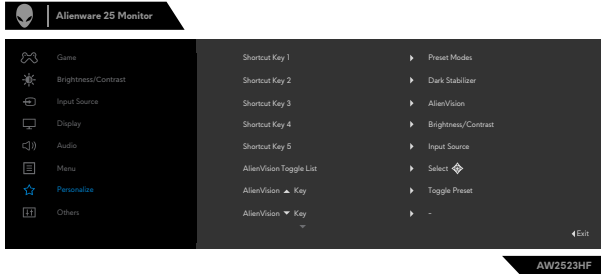 Alienware 25 Monitor
Game
Brightness/Contrast
Input Source
Display
Audio
Menu
Personalize
Others
Shortcut Key 1 Preset Modes
Shortcut Key 2 Dark Stabilizer
Shortcut Key 3 AlienVision
Shortcut Key 4 Brightness/Contrast
Shortcut Key 5 Input Source
AlienVision Toggle List Select
AlienVision ▲ Key Toggle Preset
AlienVision ▼ Key -
Exit
AW2523HF